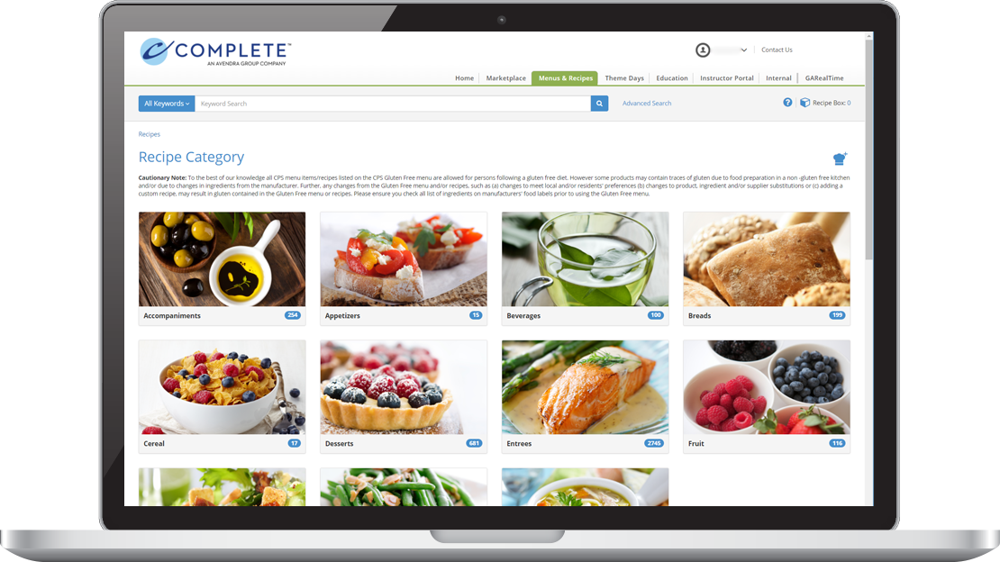 COMPLETE™
AN AVENDRA GROUP COMPANY
Contact Us
Home
Marketplace
Menus & Recipes
Theme Days
Education
Instructor Portal
Internal
GARealTime
All Keywords
Keyword Search
Advanced Search
?
Recipe Box: 0
Recipes
Recipe Category
Cautionary Note: To the best of our knowledge all CPS menu items/recipes listed on the CPS Gluten Free menu are allowed for persons following a gluten free diet. However some products may contain traces of gluten due to food preparation in a non -gluten free kitchen
and/or due to changes in ingredients from the manufacturer. Further, any changes from the Gluten Free menu and/or recipes, such as (a) changes to meet local and/or residents' preferences (b) changes to product, ingredient and/or supplier substitutions or (c) adding a
custom recipe, may result in gluten contained in the Gluten Free menu or recipes. Please ensure you check all list of ingredients on manufacturers' food labels prior to using the Gluten Free menu.
Accompaniments 254
Appetizers 15
Beverages 100
Breads 199
Cereal 17
Desserts 681
Entrees 2745
Fruit 116